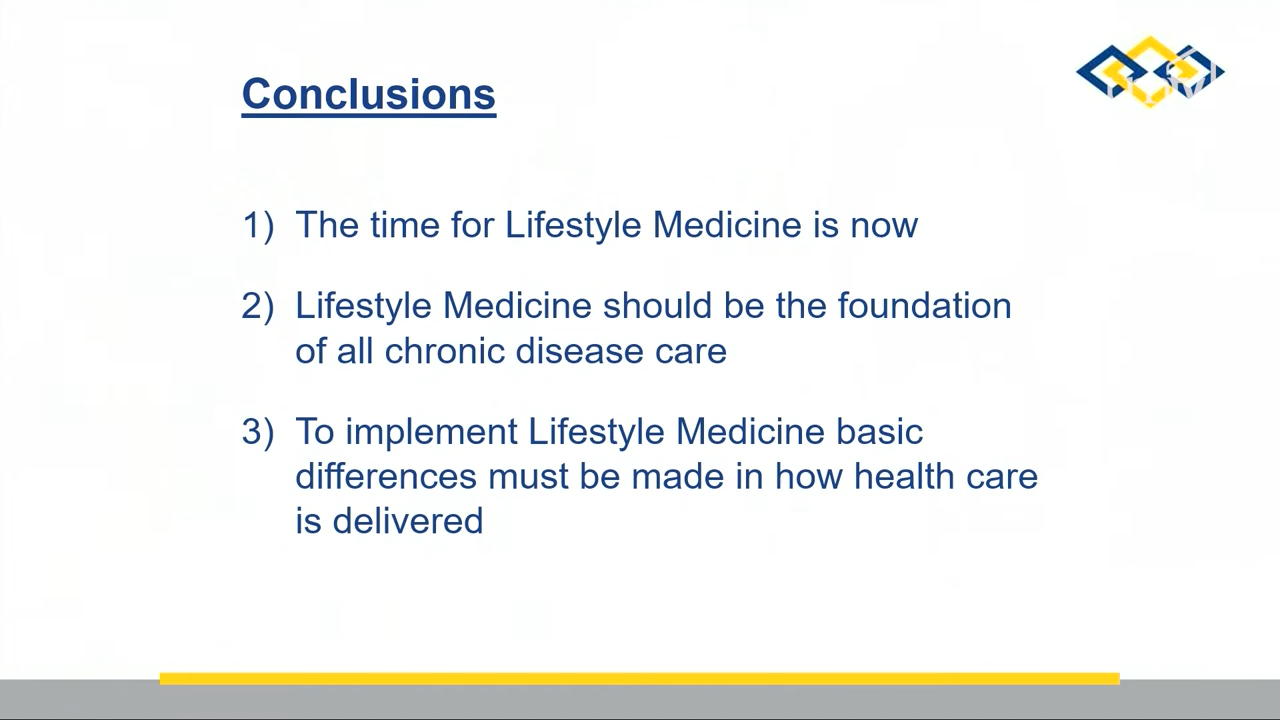 Conclusions
1) The time for Lifestyle Medicine is now
2) Lifestyle Medicine should be the foundation
of all chronic disease care
3) To implement Lifestyle Medicine basic
differences must be made in how health care
is delivered